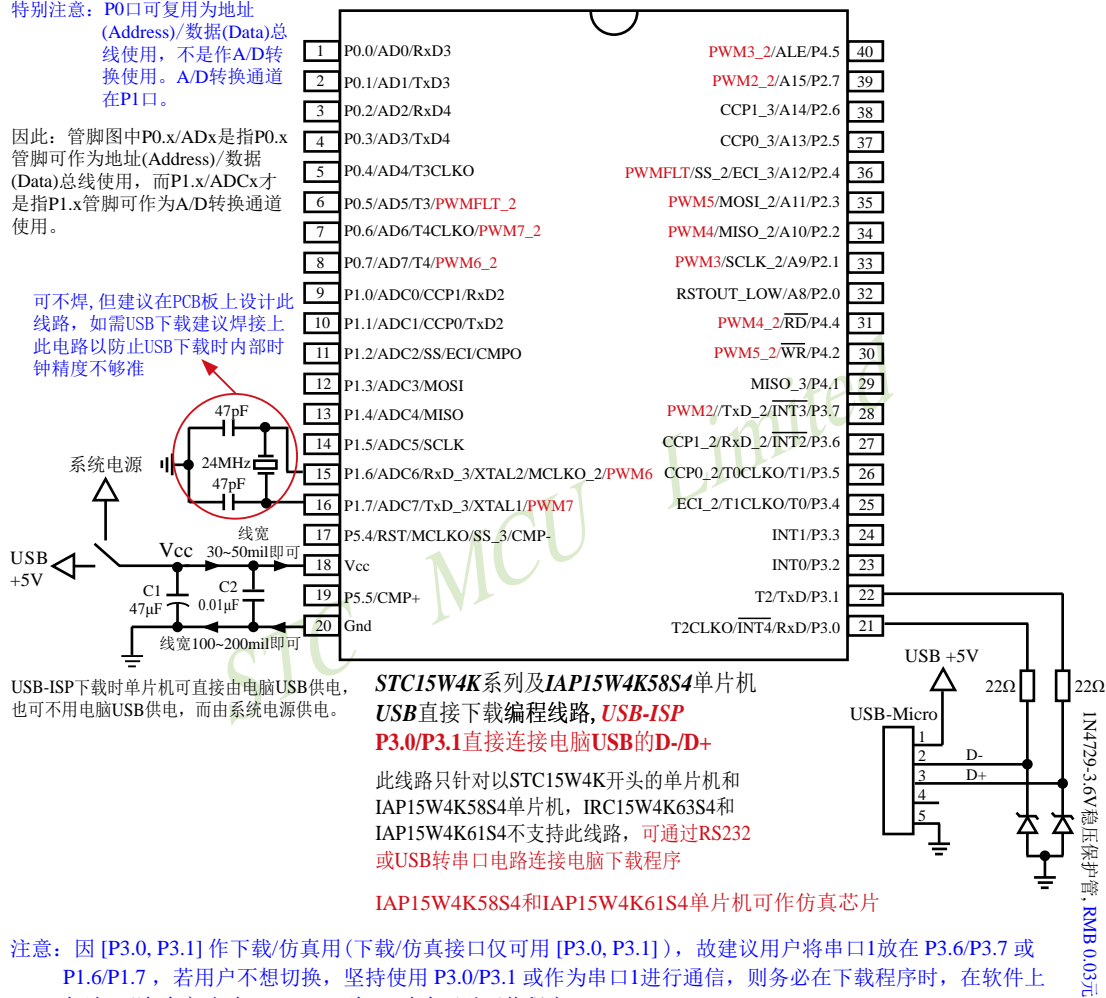 特别注意：P0口可复用为地址
(Address)/数据(Data)总
线使用，不是作A/D转
换使用。A/D转换通道
在P1口。
因此：管脚图中P0.x/ADx是指P0.x
管脚可作为地址(Address)/数据
(Data)总线使用，而P1.x/ADCx才
是指P1.x管脚可作为A/D转换通道
使用。
可不焊,但建议在PCB板上设计此
线路，如需USB下载建议焊接上
此电路以防止USB下载时内部时
钟精度不够准
47pF
24MHz
47pF
系统电源
USB
+5V
Vcc
线宽
30~50mil即可
C1
47μF
C2
0.01μF
线宽100~200mil即可
USB-ISP下载时单片机可直接由电脑USB供电，
也可不用电脑USB供电，而由系统电源供电。
1 P0.0/AD0/RxD3
2 P0.1/AD1/TxD3
3 P0.2/AD2/RxD4
4 P0.3/AD3/TxD4
5 P0.4/AD4/T3CLKO
6 P0.5/AD5/T3/PWMFLT_2
7 P0.6/AD6/T4CLKO/PWM7_2
8 P0.7/AD7/T4/PWM6_2
9 P1.0/ADC0/CCP1/RxD2
10 P1.1/ADC1/CCP0/TxD2
11 P1.2/ADC2/SS/ECI/CMPO
12 P1.3/ADC3/MOSI
13 P1.4/ADC4/MISO
14 P1.5/ADC5/SCLK
15 P1.6/ADC6/RxD_3/XTAL2/MCLKO_2/PWM6
16 P1.7/ADC7/TxD_3/XTAL1/PWM7
17 P5.4/RST/MCLKO/SS_3/CMP-
18 Vcc
19 P5.5/CMP+
20 Gnd
PWM3_2/ALE/P4.5 40
PWM2_2/A15/P2.7 39
CCP1_3/A14/P2.6 38
CCP0_3/A13/P2.5 37
PWMFLT/SS_2/ECI_3/A12/P2.4 36
PWM5/MOSI_2/A11/P2.3 35
PWM4/MISO_2/A10/P2.2 34
PWM3/SCLK_2/A9/P2.1 33
RSTOUT_LOW/A8/P2.0 32
PWM4_2/RD/P4.4 31
PWM5_2/WR/P4.2 30
MISO_3/P4.1 29
PWM2//TxD_2/INT3/P3.7 28
CCP1_2/RxD_2/INT2/P3.6 27
CCP0_2/T0CLKO/T1/P3.5 26
ECI_2/T1CLKO/T0/P3.4 25
INT1/P3.3 24
INT0/P3.2 23
T2/TxD/P3.1 22
T2CLKO/INT4/RxD/P3.0 21
STC MCU Limited
USB +5V
22Ω
22Ω
USB-Micro
1
2 D-
3 D+
4
5
1N4729-3.6V稳压保护管, RMB 0.03元
STC15W4K系列及IAP15W4K58S4单片机
USB直接下载编程线路, USB-ISP
P3.0/P3.1直接连接电脑USB的D-/D+
此线路只针对以STC15W4K开头的单片机和
IAP15W4K58S4单片机，IRC15W4K63S4和
IAP15W4K61S4不支持此线路，可通过RS232
或USB转串口电路连接电脑下载程序
IAP15W4K58S4和IAP15W4K61S4单片机可作仿真芯片
注意：因 [P3.0, P3.1] 作下载/仿真用(下载/仿真接口仅可用 [P3.0, P3.1] )，故建议用户将串口1放在 P3.6/P3.7 或
P1.6/P1.7 ，若用户不想切换，坚持使用 P3.0/P3.1 或作为串口1进行通信，则务必在下载程序时，在软件上